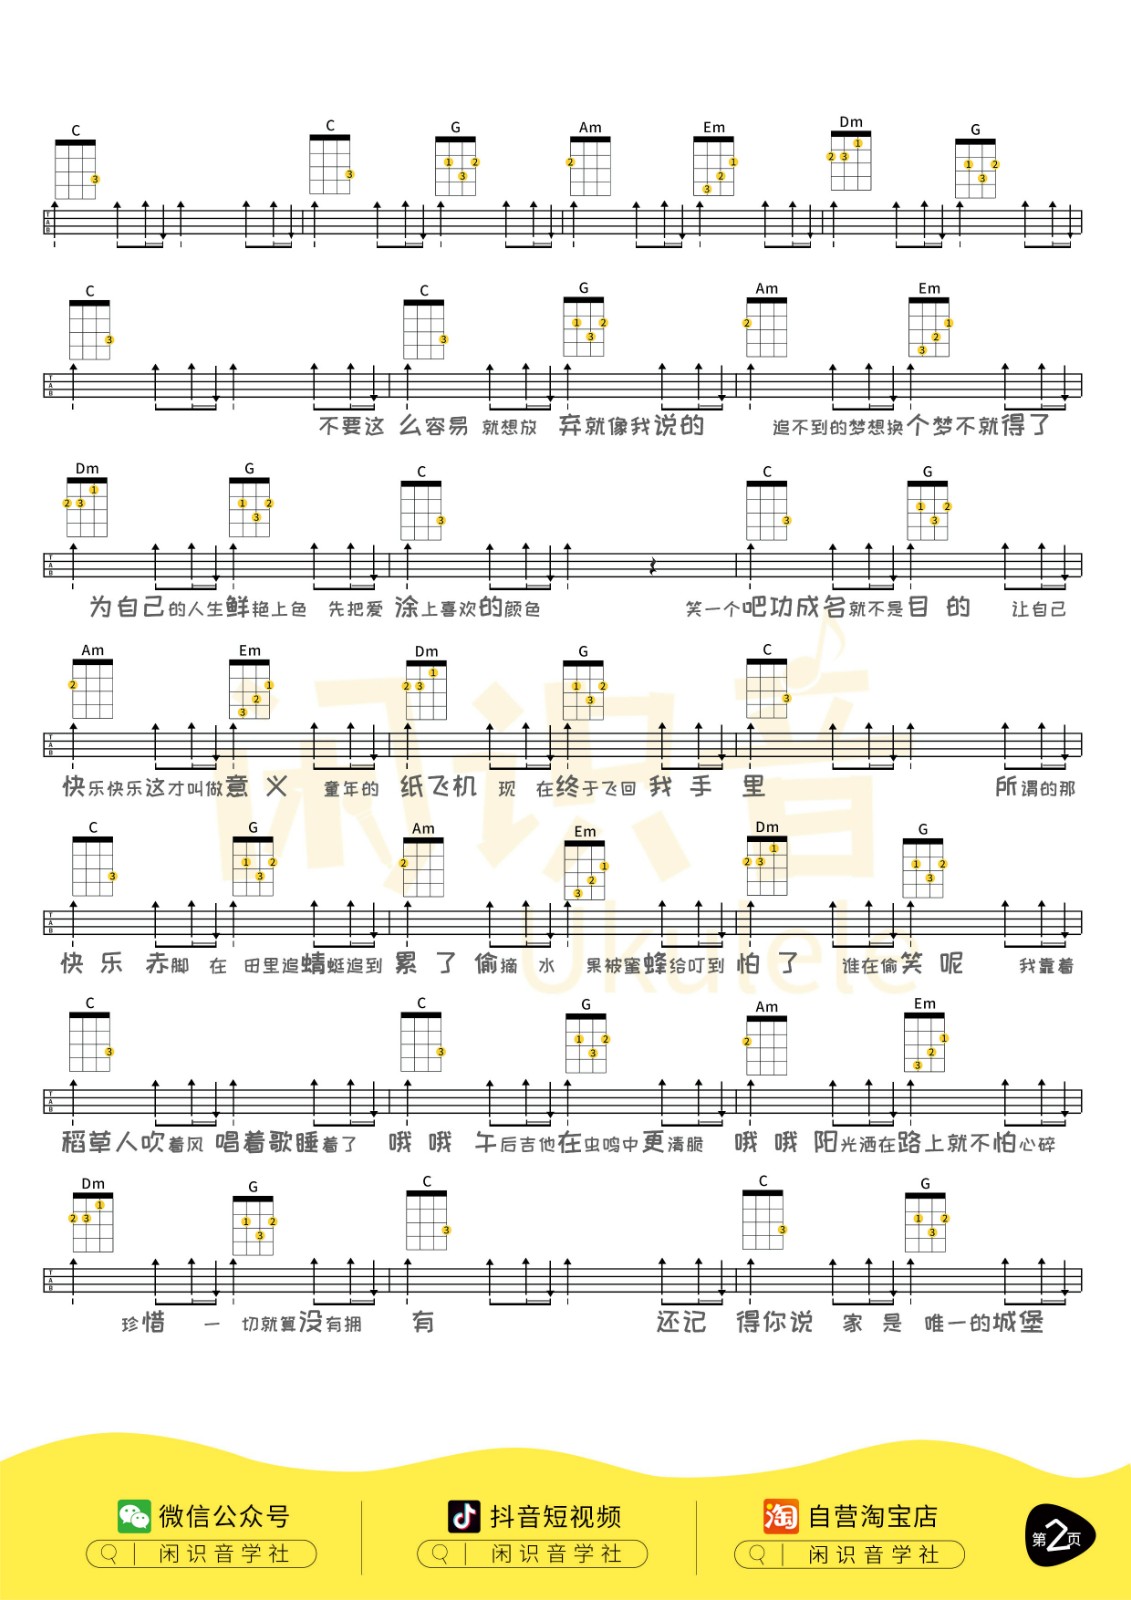 C C G Am Em Dm G
C C G Am Em
不要这么容易 就想放 弃就像我说的 追不到的梦想换个梦不就得了
Dm G C C G
为自己的人生鲜艳上色 先把爱 涂上喜欢的颜色 笑一个吧功成名就不是目的 让自己
Am Em Dm G C
快乐快乐这才叫做意义 童年的 纸飞机 现 在终于飞回我手里 所谓的那
C G Am Em Dm G
快乐 赤脚 在 田里追蜻蜓追到 累了 偷摘 水 果被蜜蜂给叮到 怕了 谁在偷笑呢 我靠着
C C G Am Em
稻草人吹着风 唱着歌睡着了 哦 哦 午后吉他在虫鸣中更清脆 哦 哦 阳光洒在路上就不怕心碎
Dm G C C G
珍惜 一 切就算没有拥 有 还记 得你说 家 是 唯一的城堡
闲识音
Ukulele
微信公众号 抖音短视频 淘 自营淘宝店
闲识音学社 闲识音学社 闲识音学社
第2页